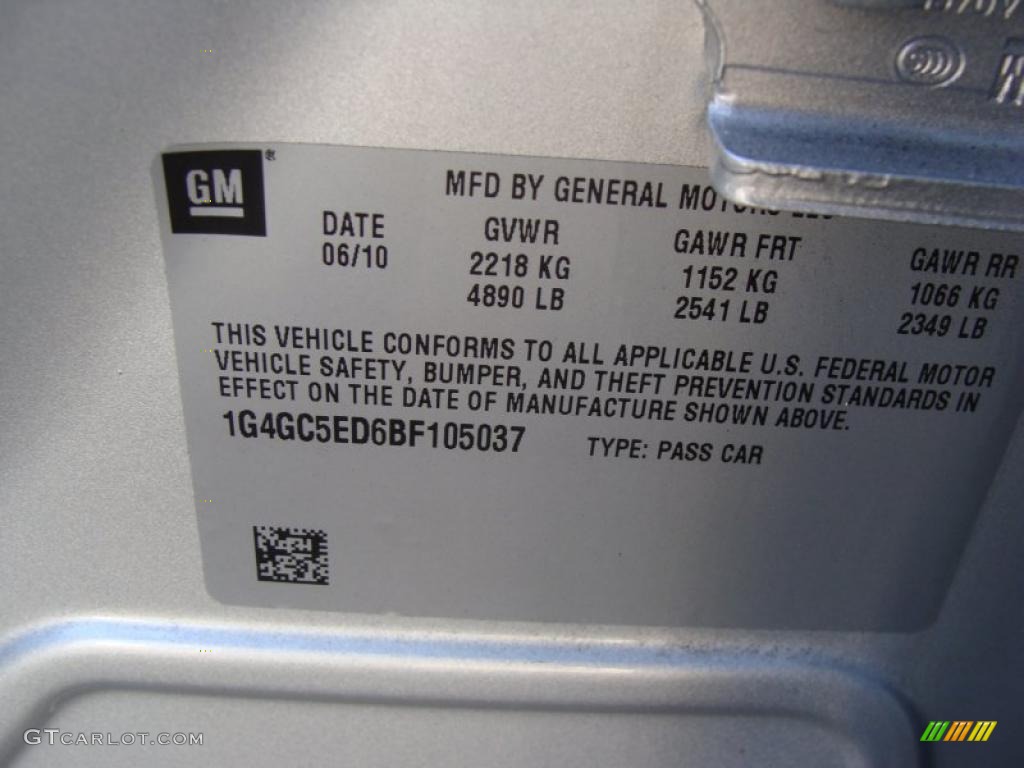 GM
MFD BY GENERAL MOTORS LLC
DATE GVWR GAWR FRT GAWR RR
06/10 2218 KG 1152 KG 1066 KG
4890 LB 2541 LB 2349 LB
THIS VEHICLE CONFORMS TO ALL APPLICABLE U.S. FEDERAL MOTOR
VEHICLE SAFETY, BUMPER, AND THEFT PREVENTION STANDARDS IN
EFFECT ON THE DATE OF MANUFACTURE SHOWN ABOVE.
1G4GC5ED6BF105037 TYPE: PASS CAR
GTCARLOT.COM